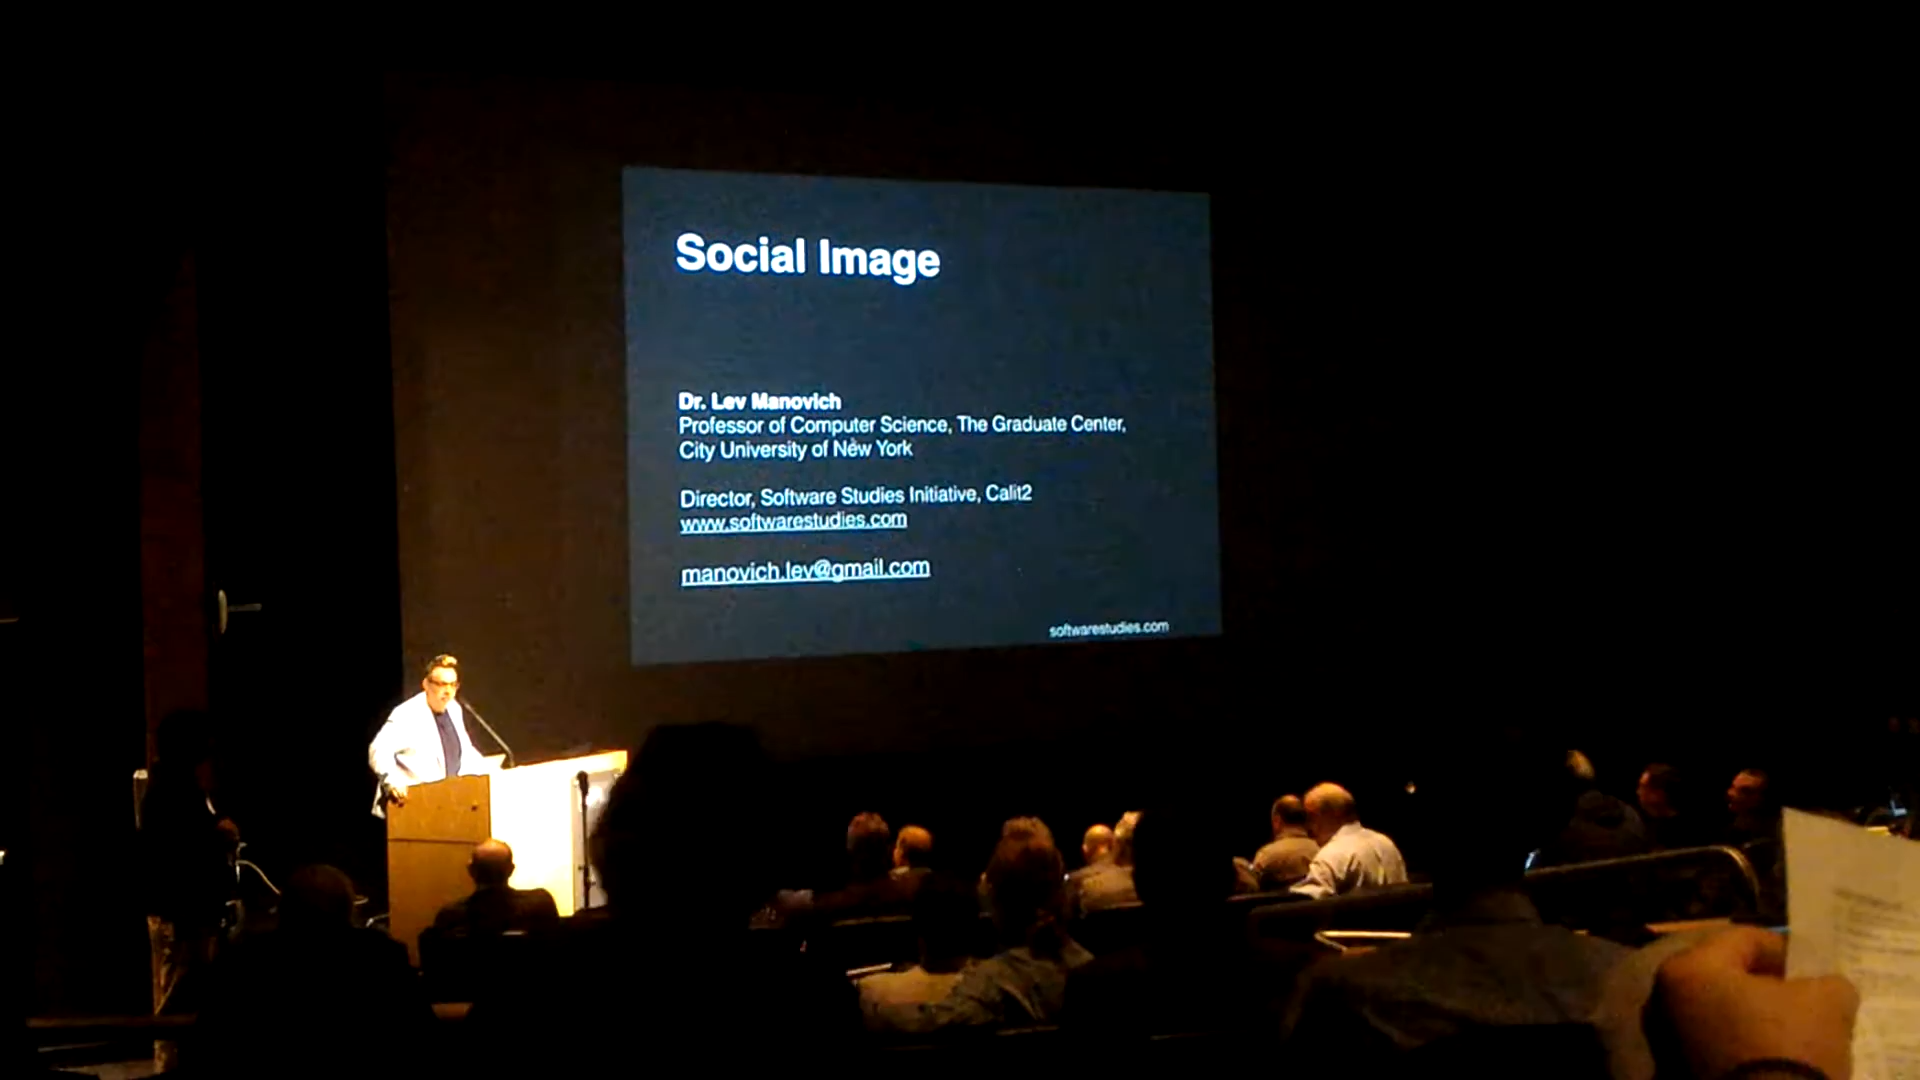 Social Image
Dr. Lev Manovich
Professor of Computer Science, The Graduate Center,
City University of New York
Director, Software Studies Initiative, Calit2
www.softwarestudies.com
manovich.lev@gmail.com
softwarestudies.com